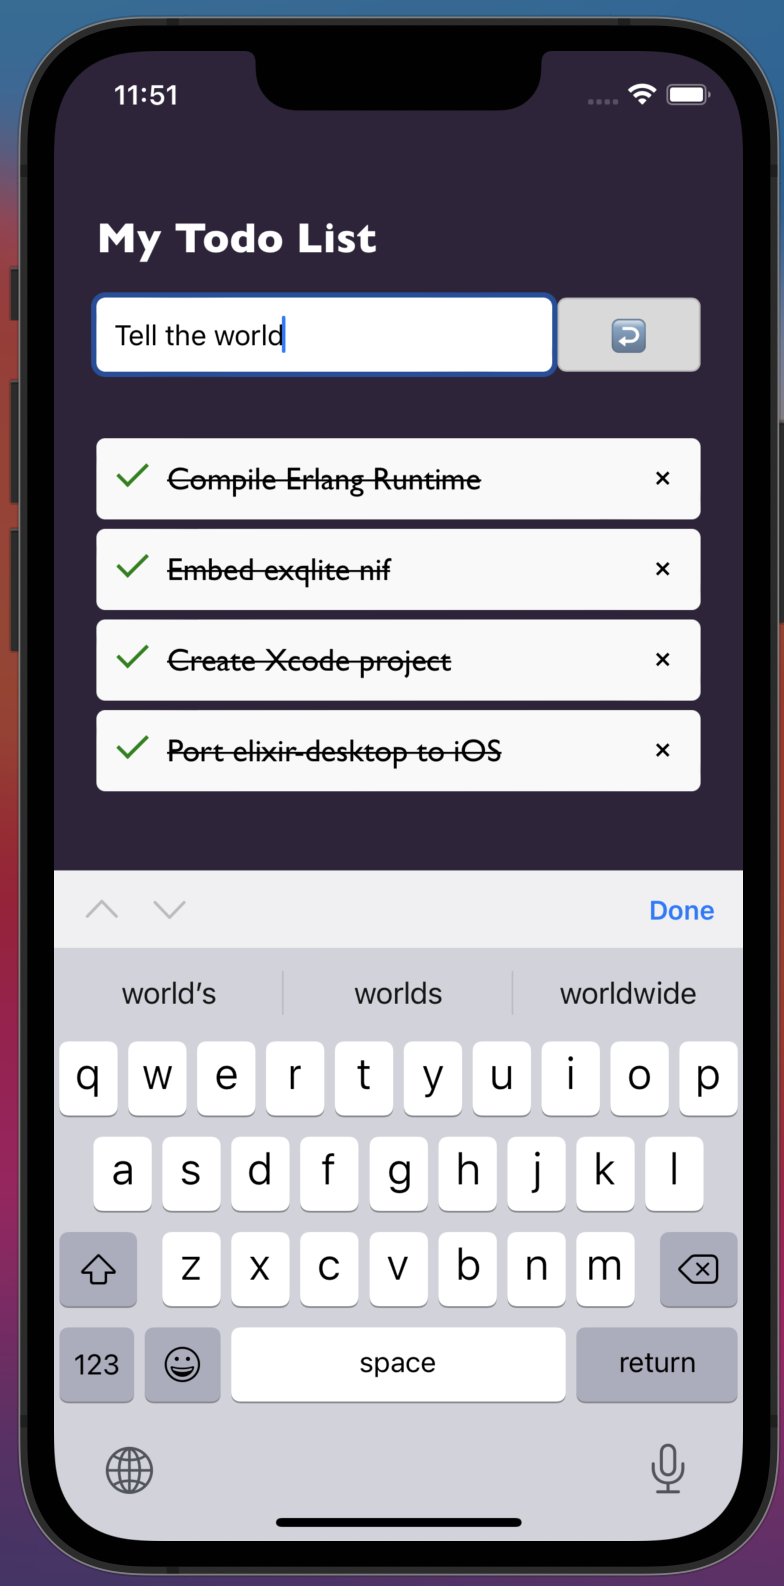 11:51
My Todo List
Tell the world
Compile Erlang Runtime ×
Embed exqlite nif ×
Create Xcode project ×
Port elixir-desktop to iOS ×
Done
world’s worlds worldwide
q w e r t y u i o p
a s d f g h j k l
z x c v b n m
123 space return